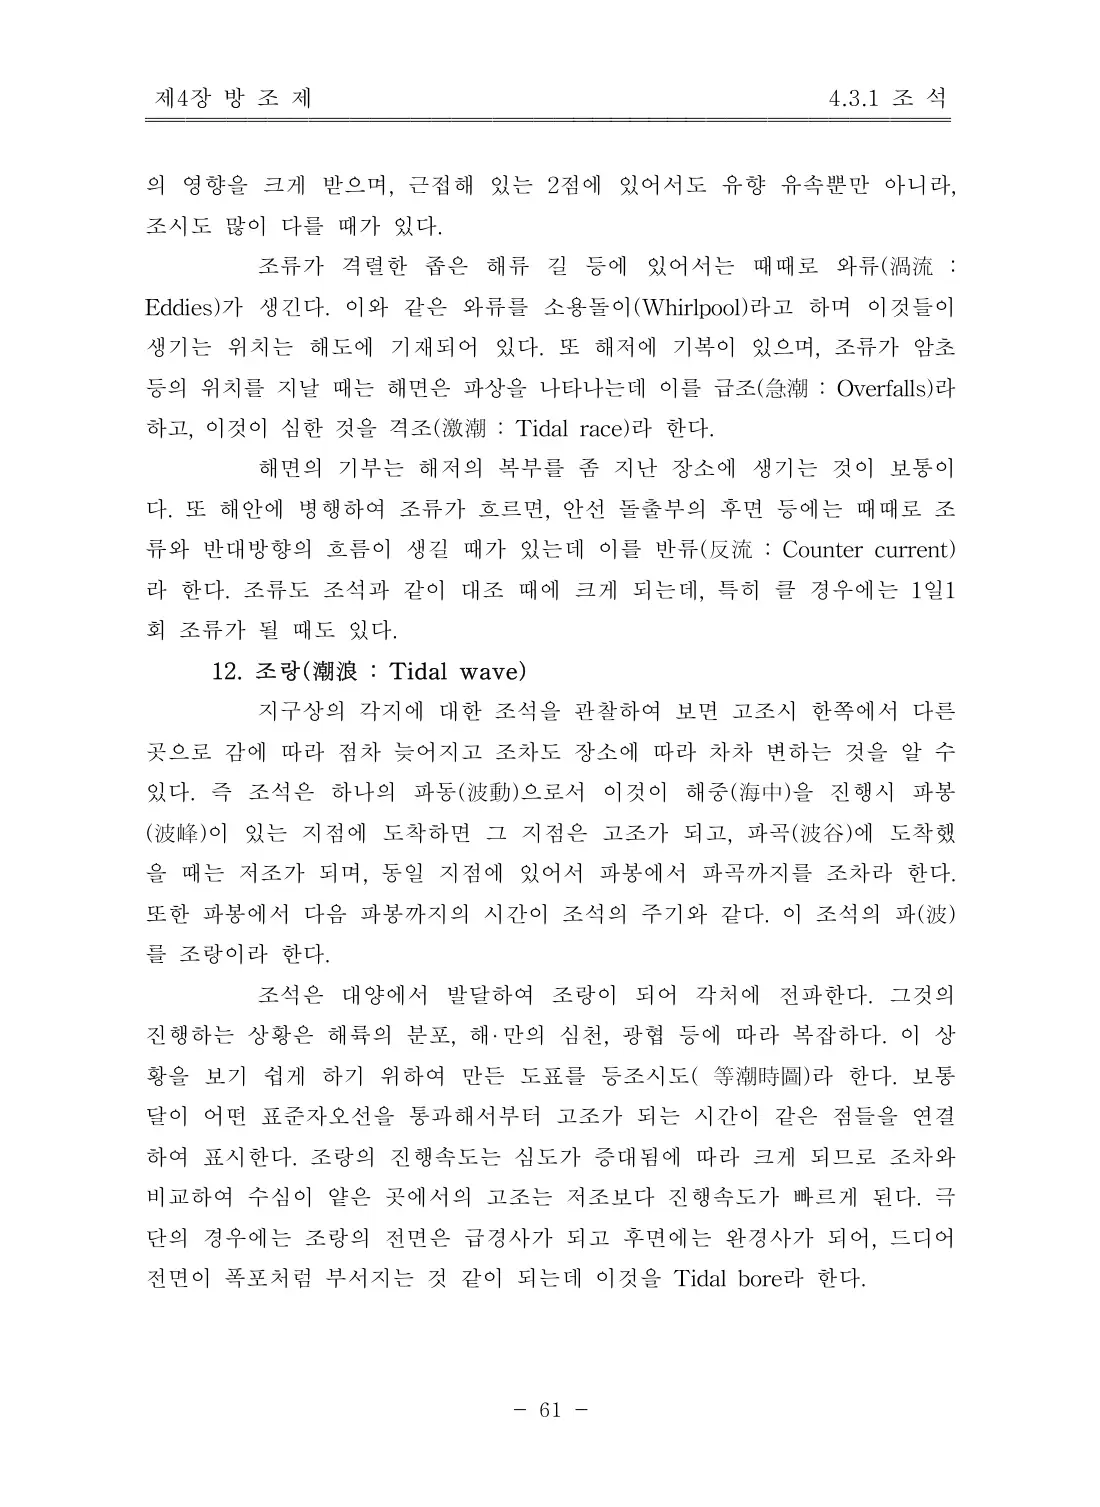 제4장 방 조 제 4.3.1 조 석
의 영향을 크게 받으며, 근접해 있는 2점에 있어서도 유향 유속뿐만 아니라,
조시도 많이 다를 때가 있다.
조류가 격렬한 좁은 해류 길 등에 있어서는 때때로 와류(渦流 :
Eddies)가 생긴다. 이와 같은 와류를 소용돌이(Whirlpool)라고 하며 이것들이
생기는 위치는 해도에 기재되어 있다. 또 해저에 기복이 있으며, 조류가 암초
등의 위치를 지날 때는 해면은 파상을 나타나는데 이를 급조(急潮 : Overfalls)라
하고, 이것이 심한 것을 격조(激潮 : Tidal race)라 한다.
해면의 기부는 해저의 복부를 좀 지난 장소에 생기는 것이 보통이
다. 또 해안에 병행하여 조류가 흐르면, 안선 돌출부의 후면 등에는 때때로 조
류와 반대방향의 흐름이 생길 때가 있는데 이를 반류(反流 : Counter current)
라 한다. 조류도 조석과 같이 대조 때에 크게 되는데, 특히 클 경우에는 1일1
회 조류가 될 때도 있다.
12. 조랑(潮浪 : Tidal wave)
지구상의 각지에 대한 조석을 관찰하여 보면 고조시 한쪽에서 다른
곳으로 감에 따라 점차 늦어지고 조차도 장소에 따라 차차 변하는 것을 알 수
있다. 즉 조석은 하나의 파동(波動)으로서 이것이 해중(海中)을 진행시 파봉
(波峰)이 있는 지점에 도착하면 그 지점은 고조가 되고, 파곡(波谷)에 도착했
을 때는 저조가 되며, 동일 지점에 있어서 파봉에서 파곡까지를 조차라 한다.
또한 파봉에서 다음 파봉까지의 시간이 조석의 주기와 같다. 이 조석의 파(波)
를 조랑이라 한다.
조석은 대양에서 발달하여 조랑이 되어 각처에 전파한다. 그것의
진행하는 상황은 해륙의 분포, 해·만의 심천, 광협 등에 따라 복잡하다. 이 상
황을 보기 쉽게 하기 위하여 만든 도표를 등조시도( 等潮時圖)라 한다. 보통
달이 어떤 표준자오선을 통과해서부터 고조가 되는 시간이 같은 점들을 연결
하여 표시한다. 조랑의 진행속도는 심도가 증대됨에 따라 크게 되므로 조차와
비교하여 수심이 얕은 곳에서의 고조는 저조보다 진행속도가 빠르게 된다. 극
단의 경우에는 조랑의 전면은 급경사가 되고 후면에는 완경사가 되어, 드디어
전면이 폭포처럼 부서지는 것 같이 되는데 이것을 Tidal bore라 한다.
- 61 -